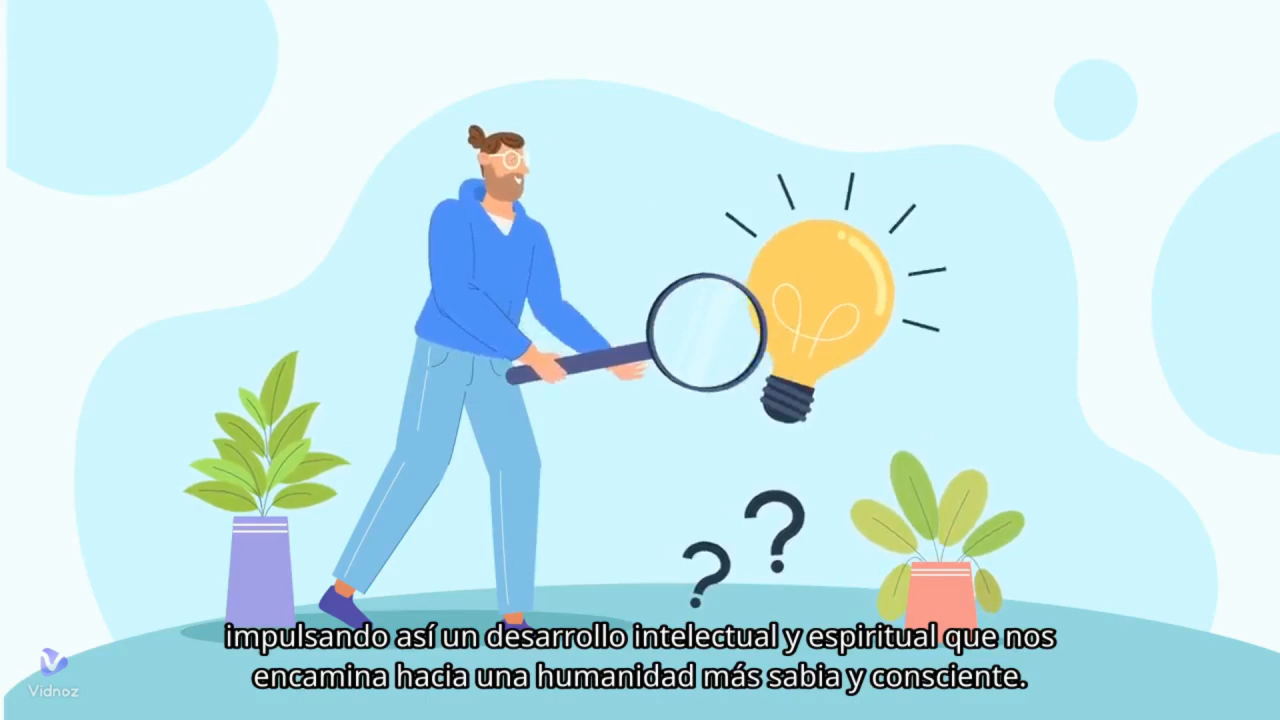 ? ?
impulsando así un desarrollo intelectual y espiritual que nos
encamina hacia una humanidad más sabia y consciente.
Vidnoz